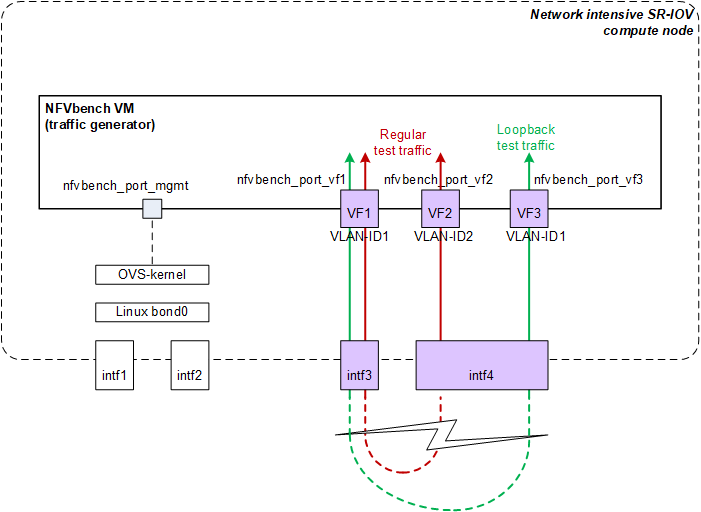 Network intensive SR-IOV
compute node
NFVbench VM
(traffic generator)
Regular
test traffic
Loopback
test traffic
nfvbench_port_mgmt
nfvbench_port_vf1
nfvbench_port_vf2
nfvbench_port_vf3
VF1
VF2
VF3
VLAN-ID1
VLAN-ID2
VLAN-ID1
OVS-kernel
Linux bond0
intf1
intf2
intf3
intf4